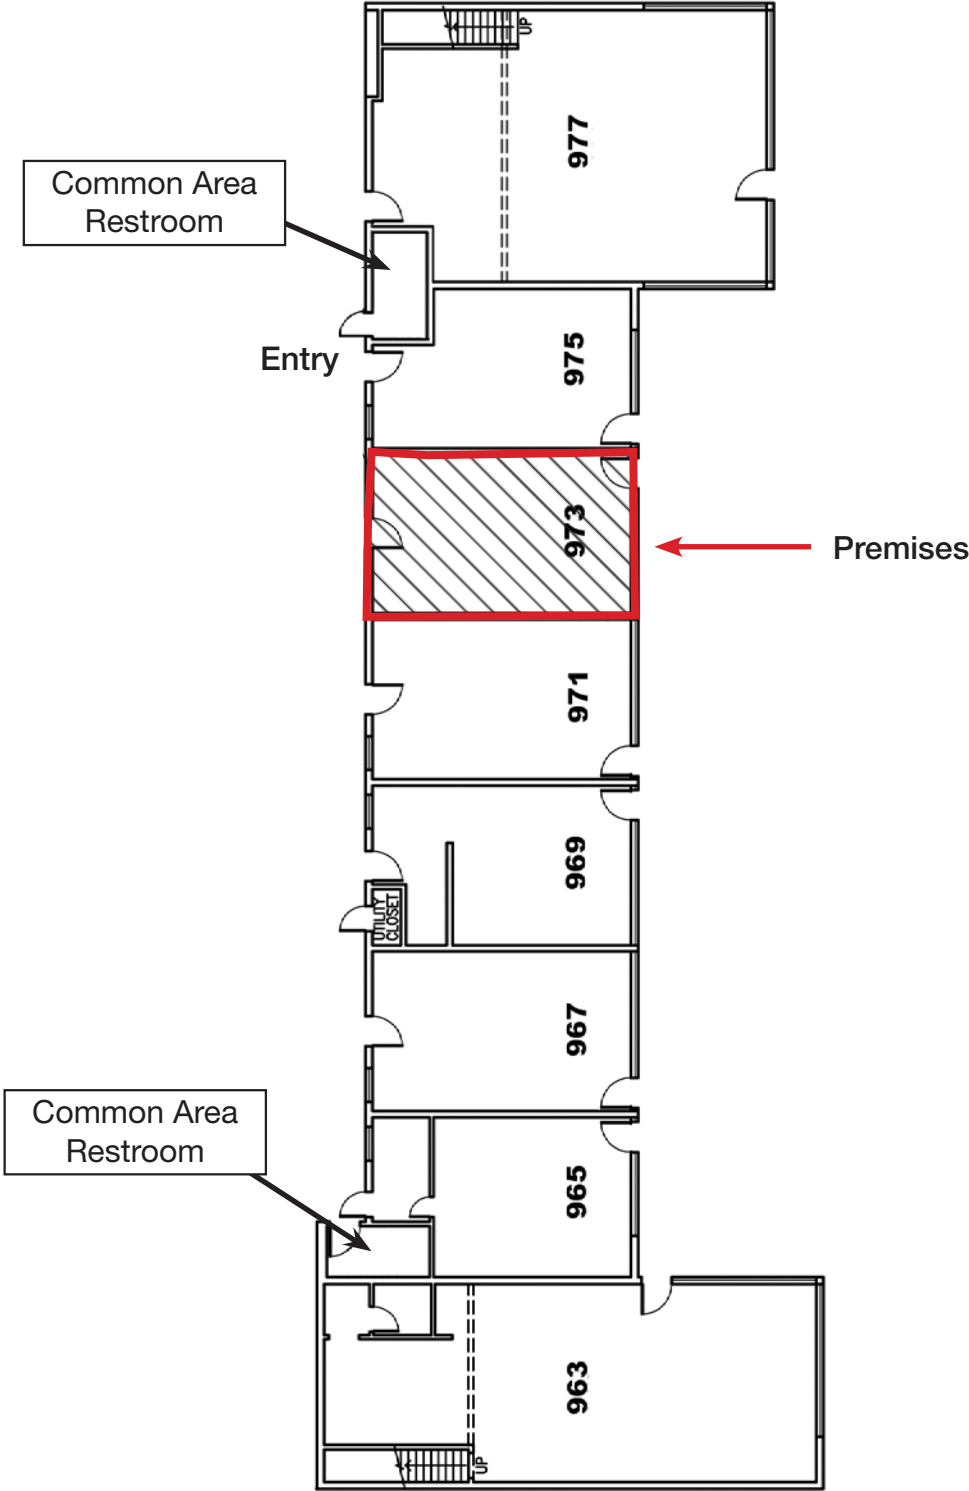 UP
977
Common Area
Restroom
Entry
975
973
Premises
971
969
UTILITY
CLOSET
967
Common Area
Restroom
965
963
UP